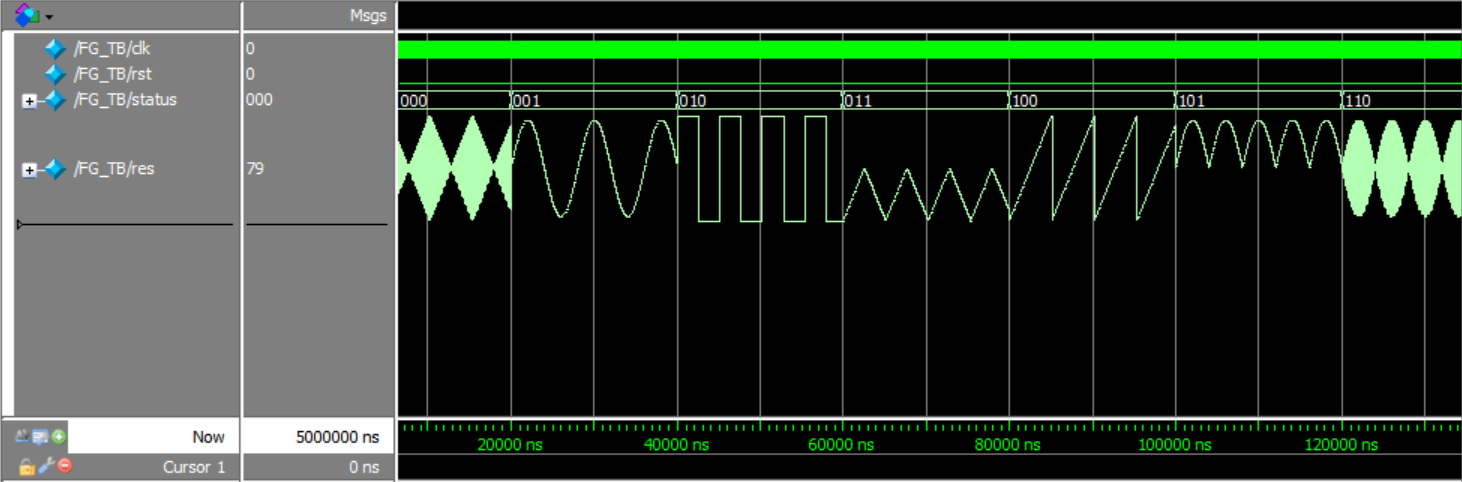 Msgs
/FG_TB/clk 0
/FG_TB/rst 0
/FG_TB/status 000 000 001 010 011 100 101 110
/FG_TB/res 79
Now 5000000 ns 20000 ns 40000 ns 60000 ns 80000 ns 100000 ns 120000 ns
Cursor 1 0 ns